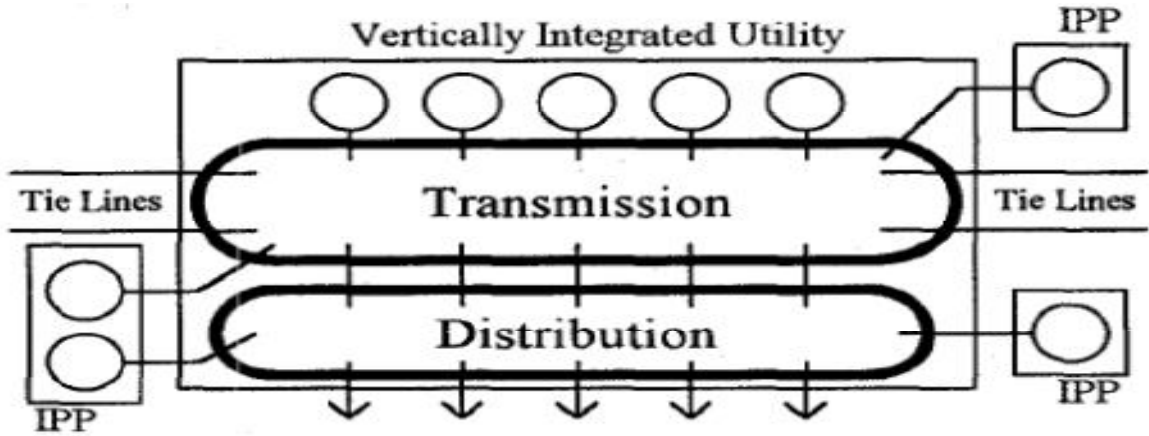 IPP
Vertically Integrated Utility
Tie Lines
Transmission
Tie Lines
Distribution
IPP
IPP